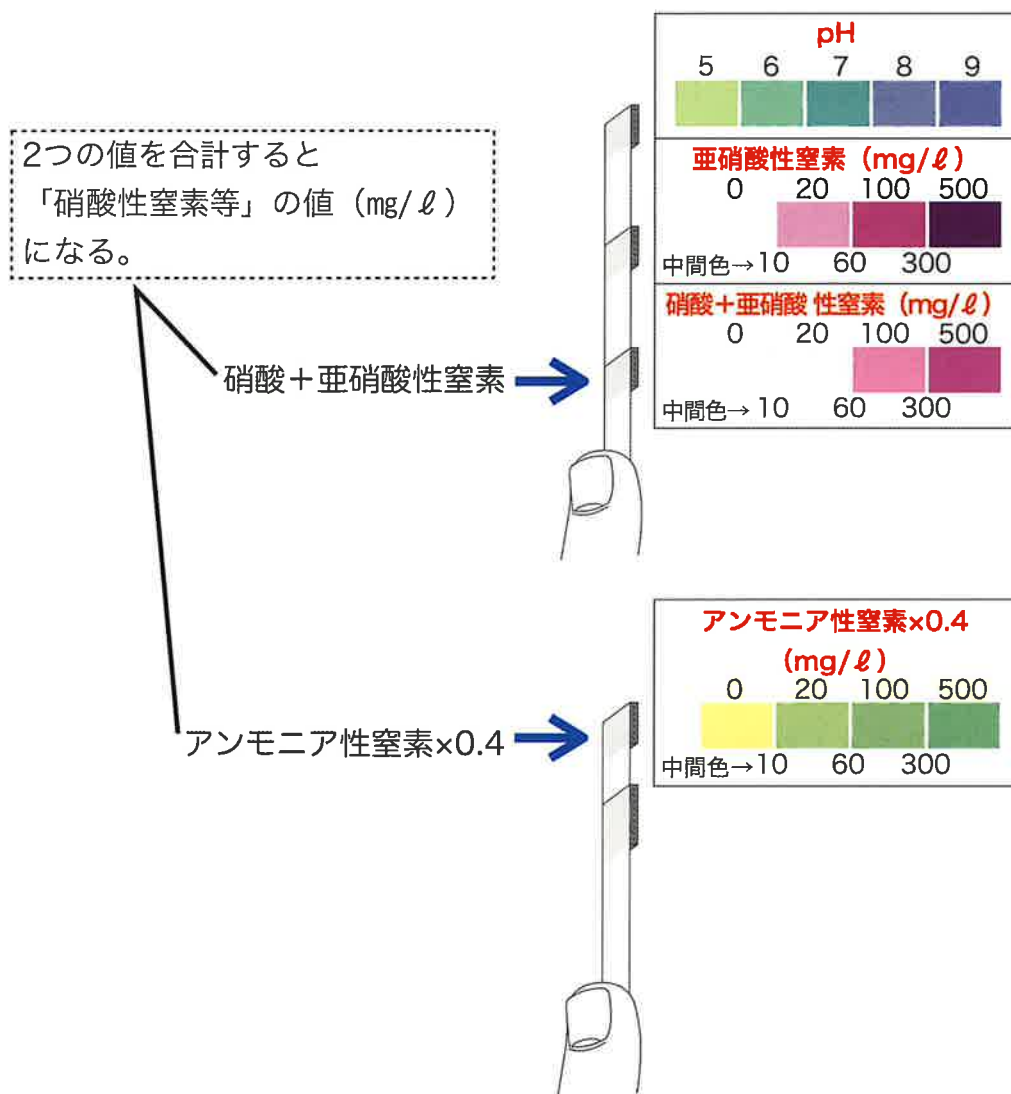 pH
5 6 7 8 9
亜硝酸性窒素（mg/ℓ）
0 20 100 500
中間色→10 60 300
硝酸＋亜硝酸 性窒素（mg/ℓ）
0 20 100 500
中間色→10 60 300
2つの値を合計すると
「硝酸性窒素等」の値（㎎/ℓ）
になる。
硝酸＋亜硝酸性窒素
アンモニア性窒素×0.4
（mg/ℓ）
0 20 100 500
中間色→10 60 300
アンモニア性窒素×0.4